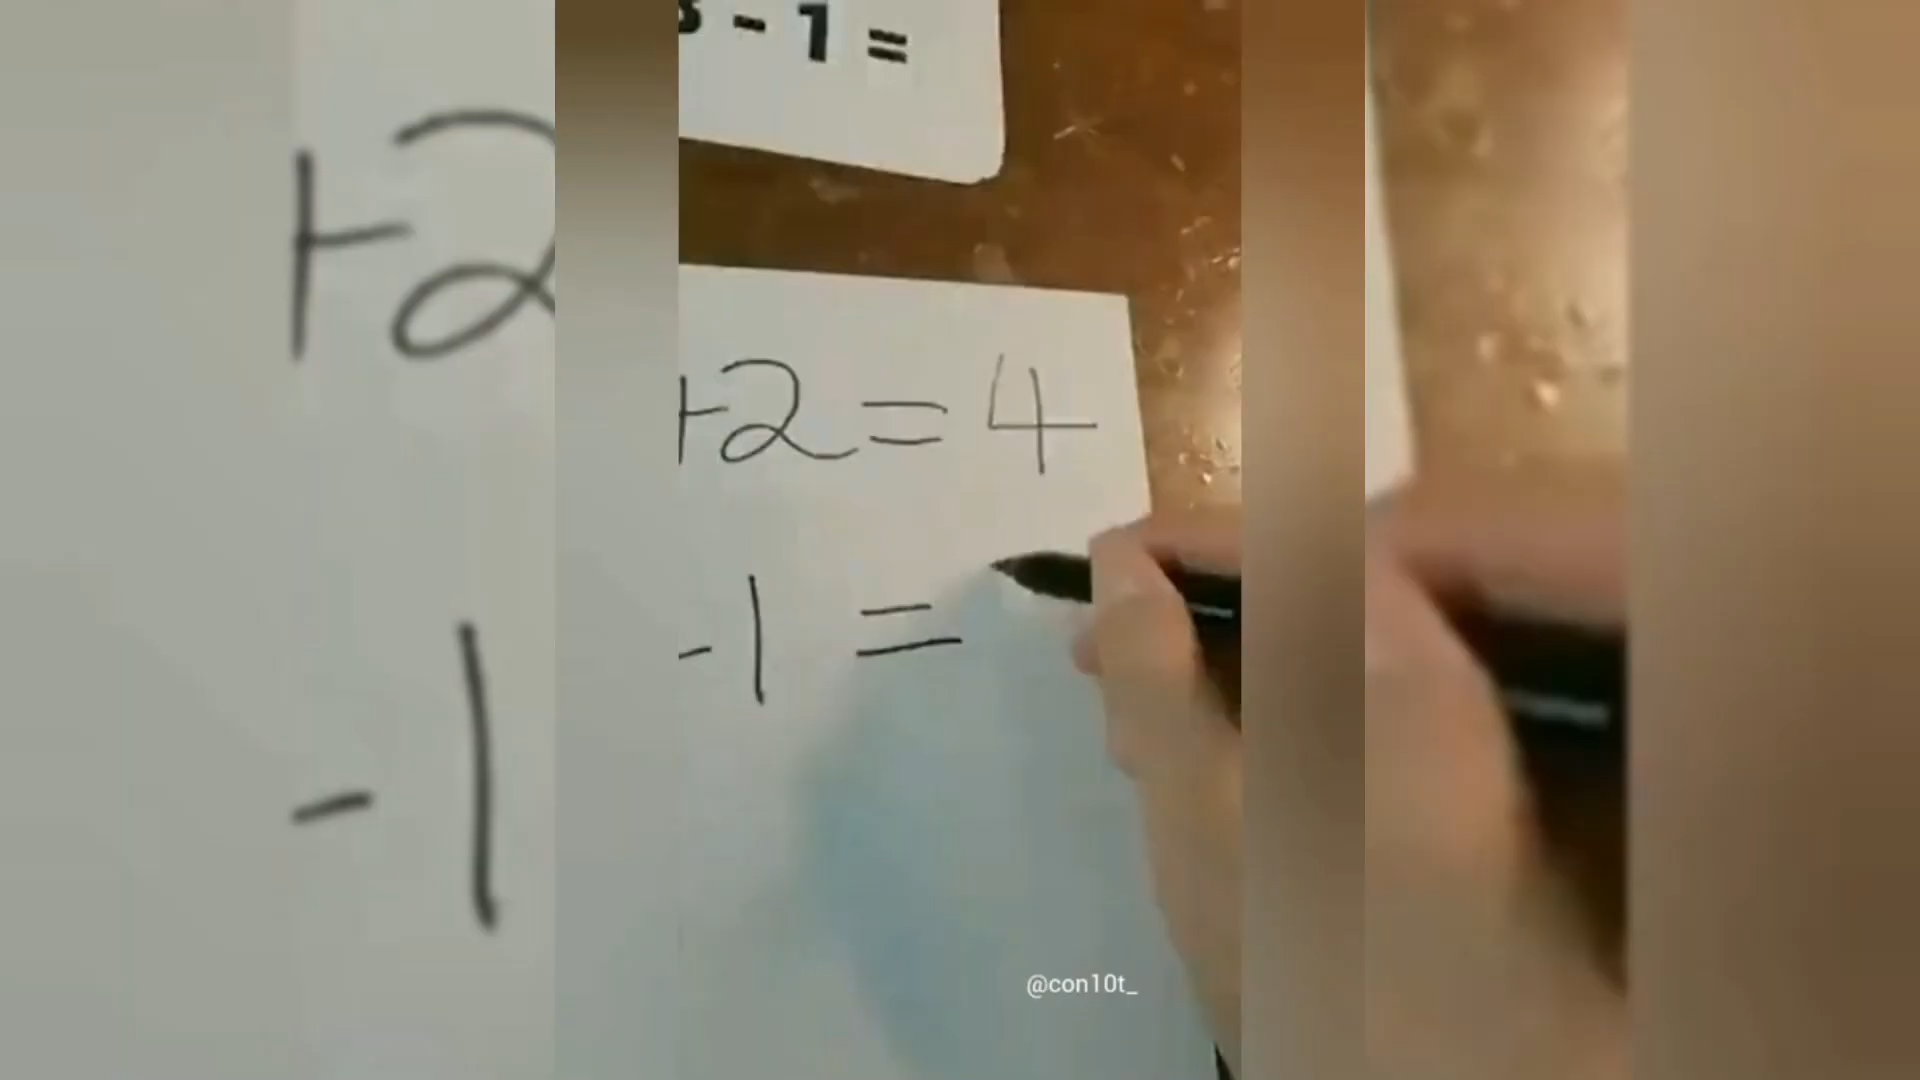 - 1 =
+2=4
-1 =
@con10t_